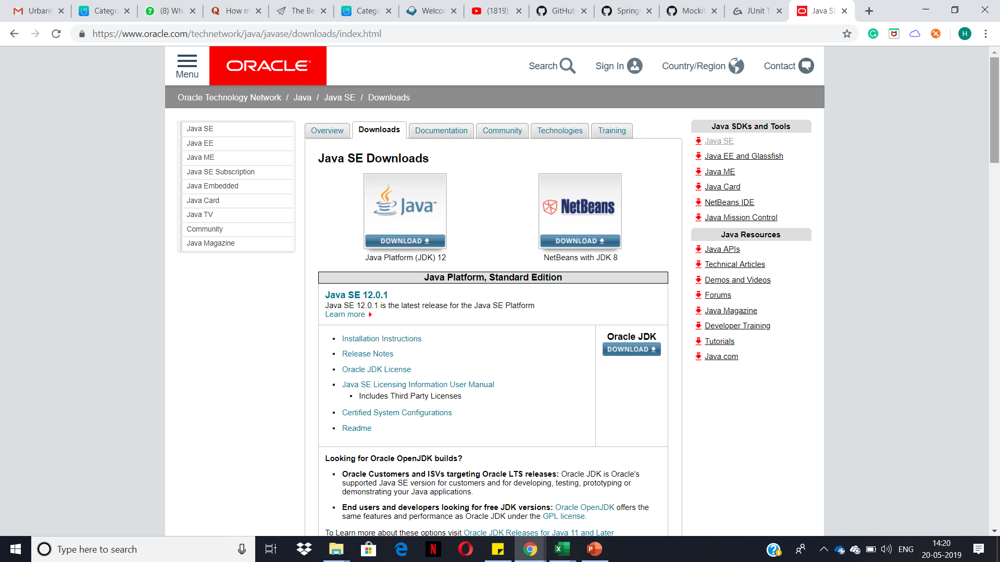 UrbanP
Catego
(8) Wh
How m
The Be
Catego
Welcor
(1819)
GitHub
Spring
Mockit
JUnit T
Java SE
https://www.oracle.com/technetwork/java/javase/downloads/index.html
H
Menu
ORACLE
Search
Sign In
Country/Region
Contact
Oracle Technology Network / Java / Java SE / Downloads
Java SE
Java EE
Java ME
Java SE Subscription
Java Embedded
Java Card
Java TV
Community
Java Magazine
Overview
Downloads
Documentation
Community
Technologies
Training
Java SE Downloads
Java™
DOWNLOAD
Java Platform (JDK) 12
NetBeans
DOWNLOAD
NetBeans with JDK 8
Java Platform, Standard Edition
Java SE 12.0.1
Java SE 12.0.1 is the latest release for the Java SE Platform
Learn more
Installation Instructions
Release Notes
Oracle JDK License
Java SE Licensing Information User Manual
Includes Third Party Licenses
Certified System Configurations
Readme
Oracle JDK
DOWNLOAD
Looking for Oracle OpenJDK builds?
Oracle Customers and ISVs targeting Oracle LTS releases: Oracle JDK is Oracle's
supported Java SE version for customers and for developing, testing, prototyping or
demonstrating your Java applications.
End users and developers looking for free JDK versions: Oracle OpenJDK offers the
same features and performance as Oracle JDK under the GPL license.
To Learn more about these options visit Oracle JDK Releases for Java 11 and Later
Java SDKs and Tools
Java SE
Java EE and Glassfish
Java ME
Java Card
NetBeans IDE
Java Mission Control
Java Resources
Java APIs
Technical Articles
Demos and Videos
Forums
Java Magazine
Developer Training
Tutorials
Java.com
Type here to search
ENG
14:20
20-05-2019